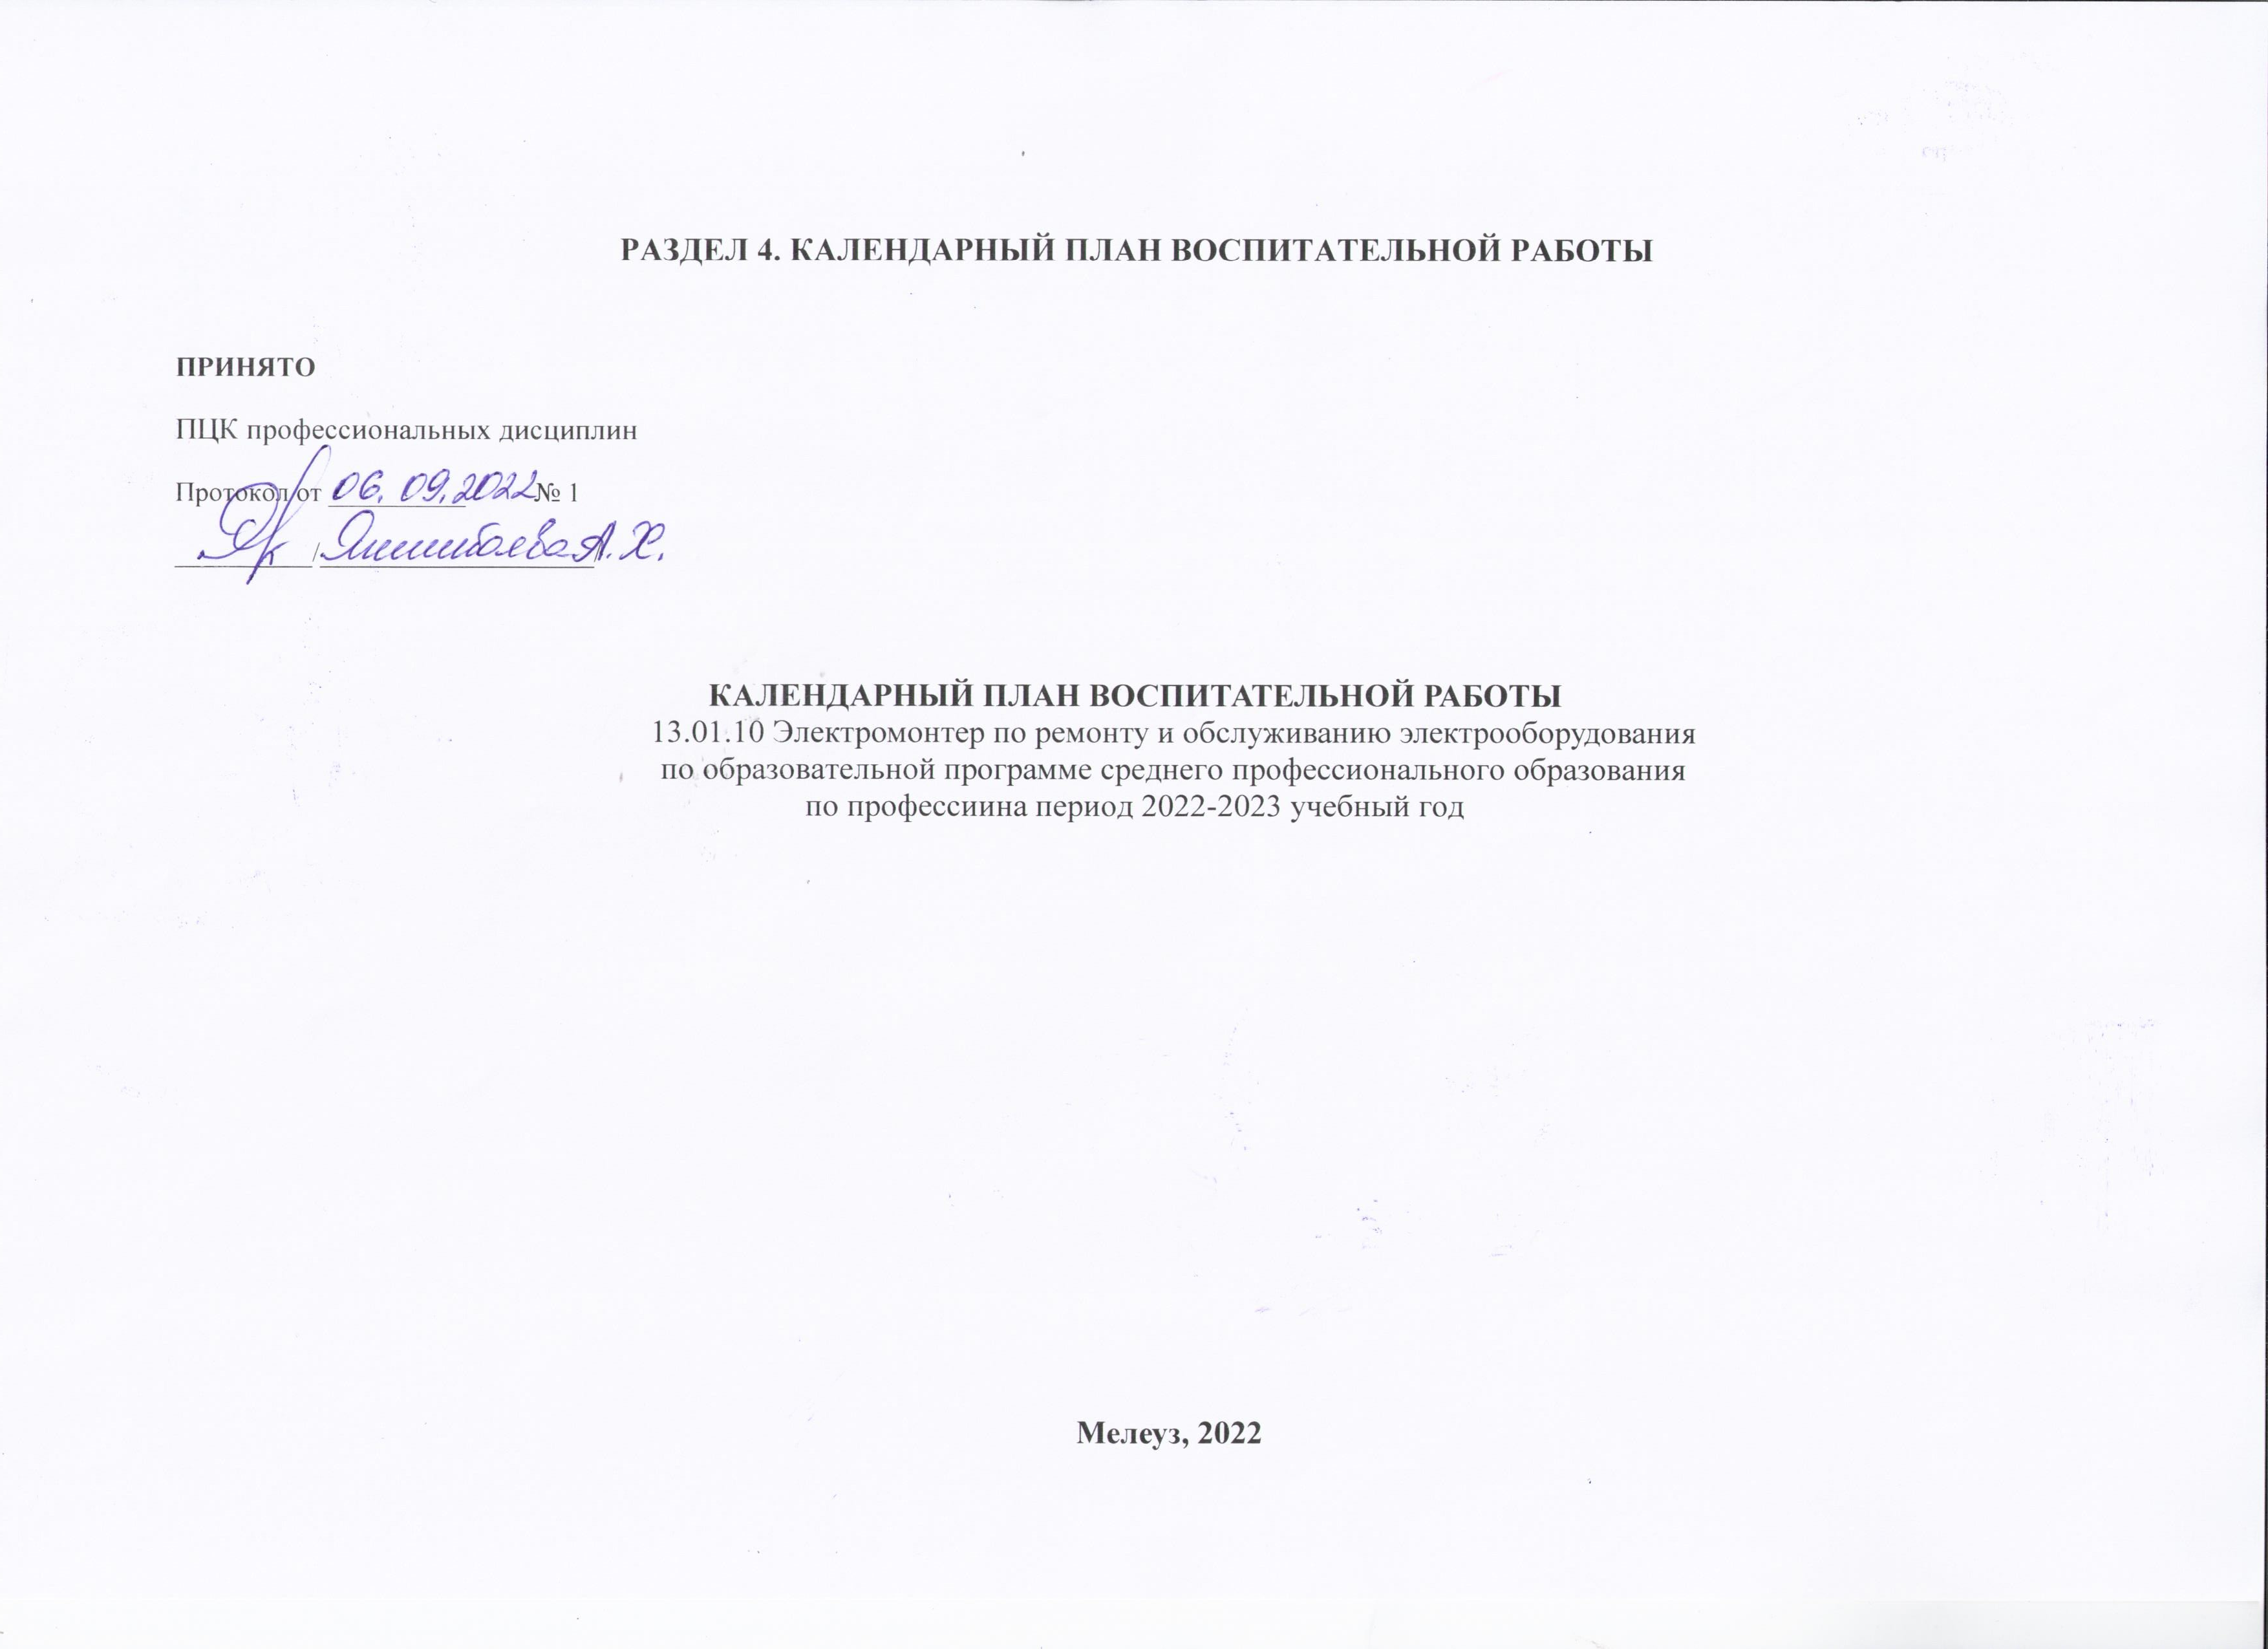 РАЗДЕЛ 4. КАЛЕНДАРНЫЙ ПЛАН ВОСПИТАТЕЛЬНОЙ РАБОТЫ
ПРИНЯТО
ПЦК профессиональных дисциплин
Протокол от 06.09.2022 № 1
/ Янышбаева А.Х.
КАЛЕНДАРНЫЙ ПЛАН ВОСПИТАТЕЛЬНОЙ РАБОТЫ
13.01.10 Электромонтер по ремонту и обслуживанию электрооборудования
по образовательной программе среднего профессионального образования
по профессиина период 2022-2023 учебный год
Мелеуз, 2022